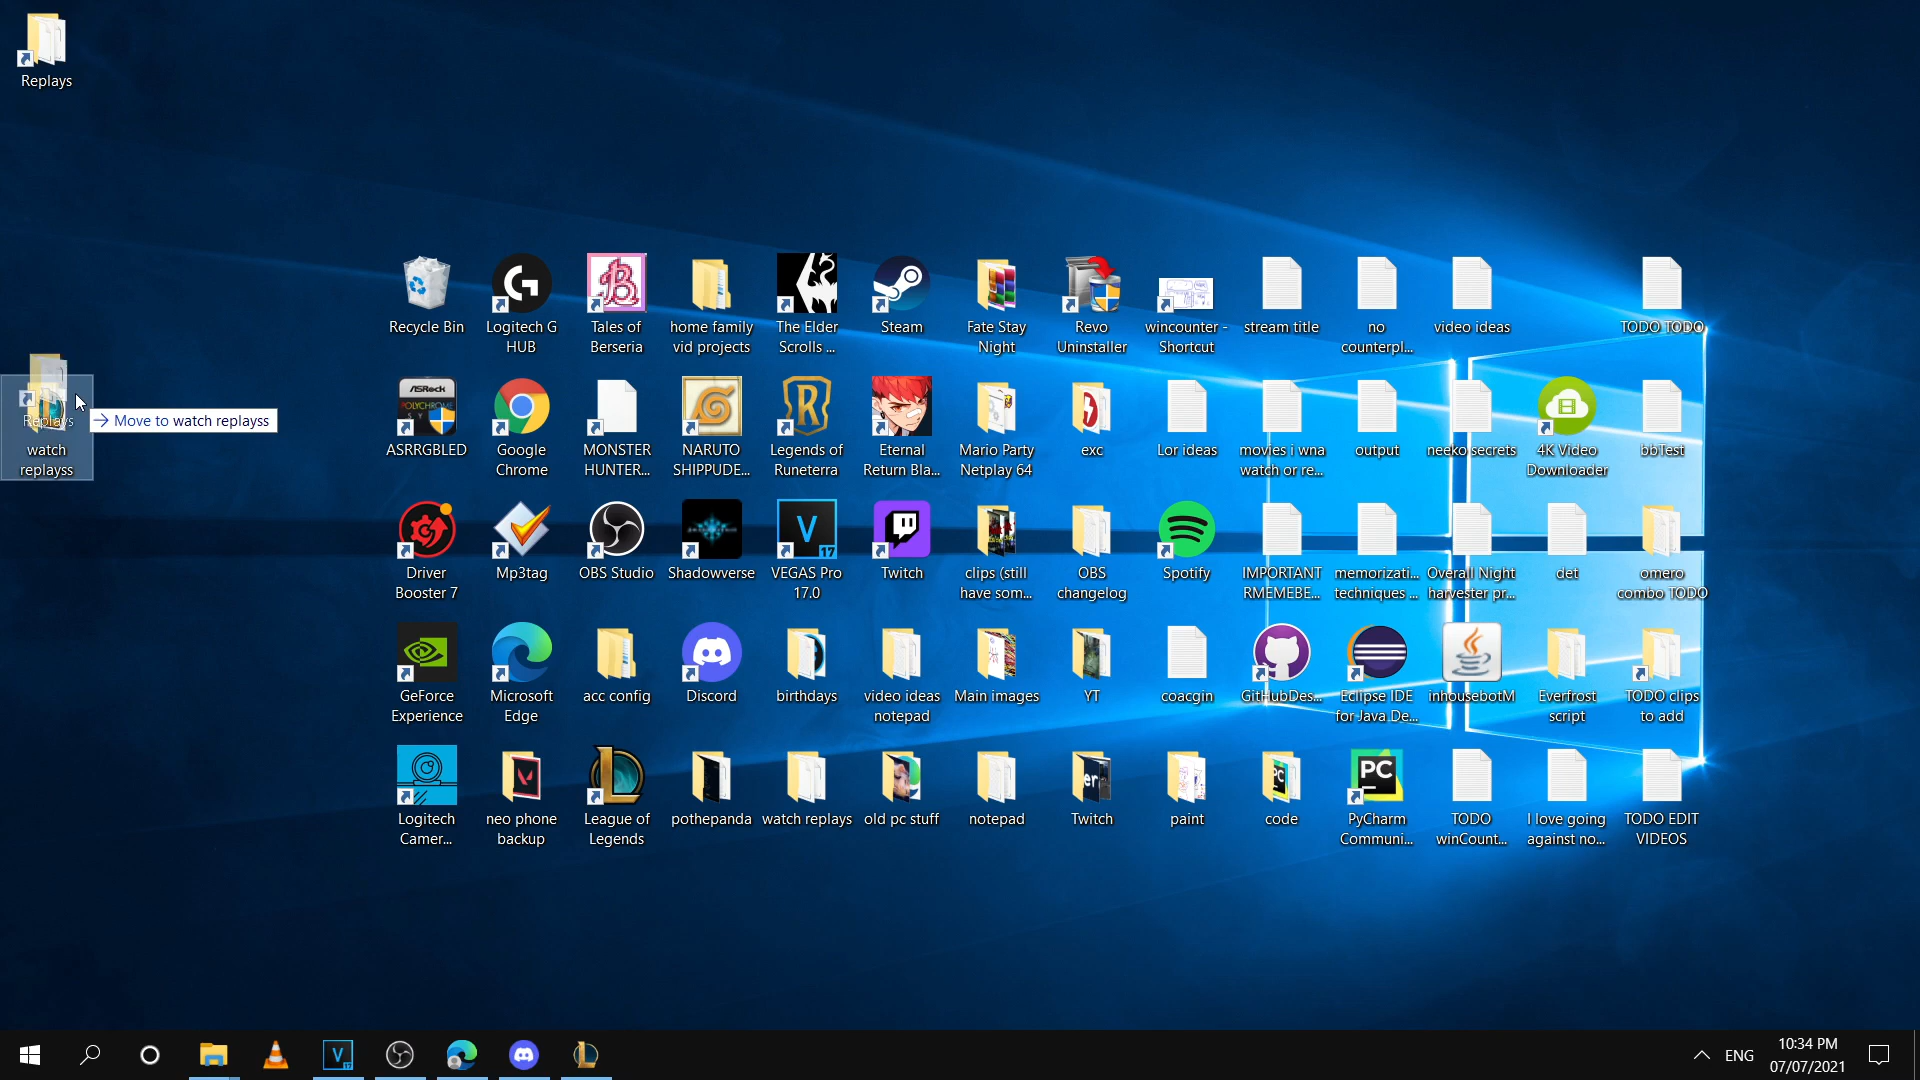 Replays
Recycle Bin
Logitech G
HUB
Tales of
Berseria
home family
vid projects
The Elder
Scrolls ...
Steam
Fate Stay
Night
Revo
Uninstaller
wincounter -
Shortcut
stream title
no
counterpl...
video ideas
TODO TODO
Replays
Move to watch replayss
watch
replayss
ASRock
POLYCHROME
ASRRGBLED
Google
Chrome
MONSTER
HUNTER...
NARUTO
SHIPPUDE...
Legends of
Runeterra
Eternal
Return Bla...
Mario Party
Netplay 64
exc
Lor ideas
movies i wna
watch or re...
output
neeko secrets
4K Video
Downloader
bbTest
Driver
Booster 7
Mp3tag
OBS Studio
Shadowverse
V
17
VEGAS Pro
17.0
Twitch
clips (still
have som...
OBS
changelog
Spotify
IMPORTANT
RMEMEBE...
memorizati...
techniques ...
Overall Night
harvester pr...
det
omero
combo TODO
GeForce
Experience
Microsoft
Edge
acc config
Discord
birthdays
video ideas
notepad
Main images
YT
coacgin
GitHubDes...
Eclipse IDE
for Java De...
inhousebotM
Everfrost
script
TODO clips
to add
Logitech
Camer...
neo phone
backup
League of
Legends
pothepanda
watch replays
old pc stuff
notepad
er
Twitch
paint
PC
code
PC
PyCharm
Communi...
TODO
winCount...
I love going
against no...
TODO EDIT
VIDEOS
V
17
ENG
10:34 PM
07/07/2021